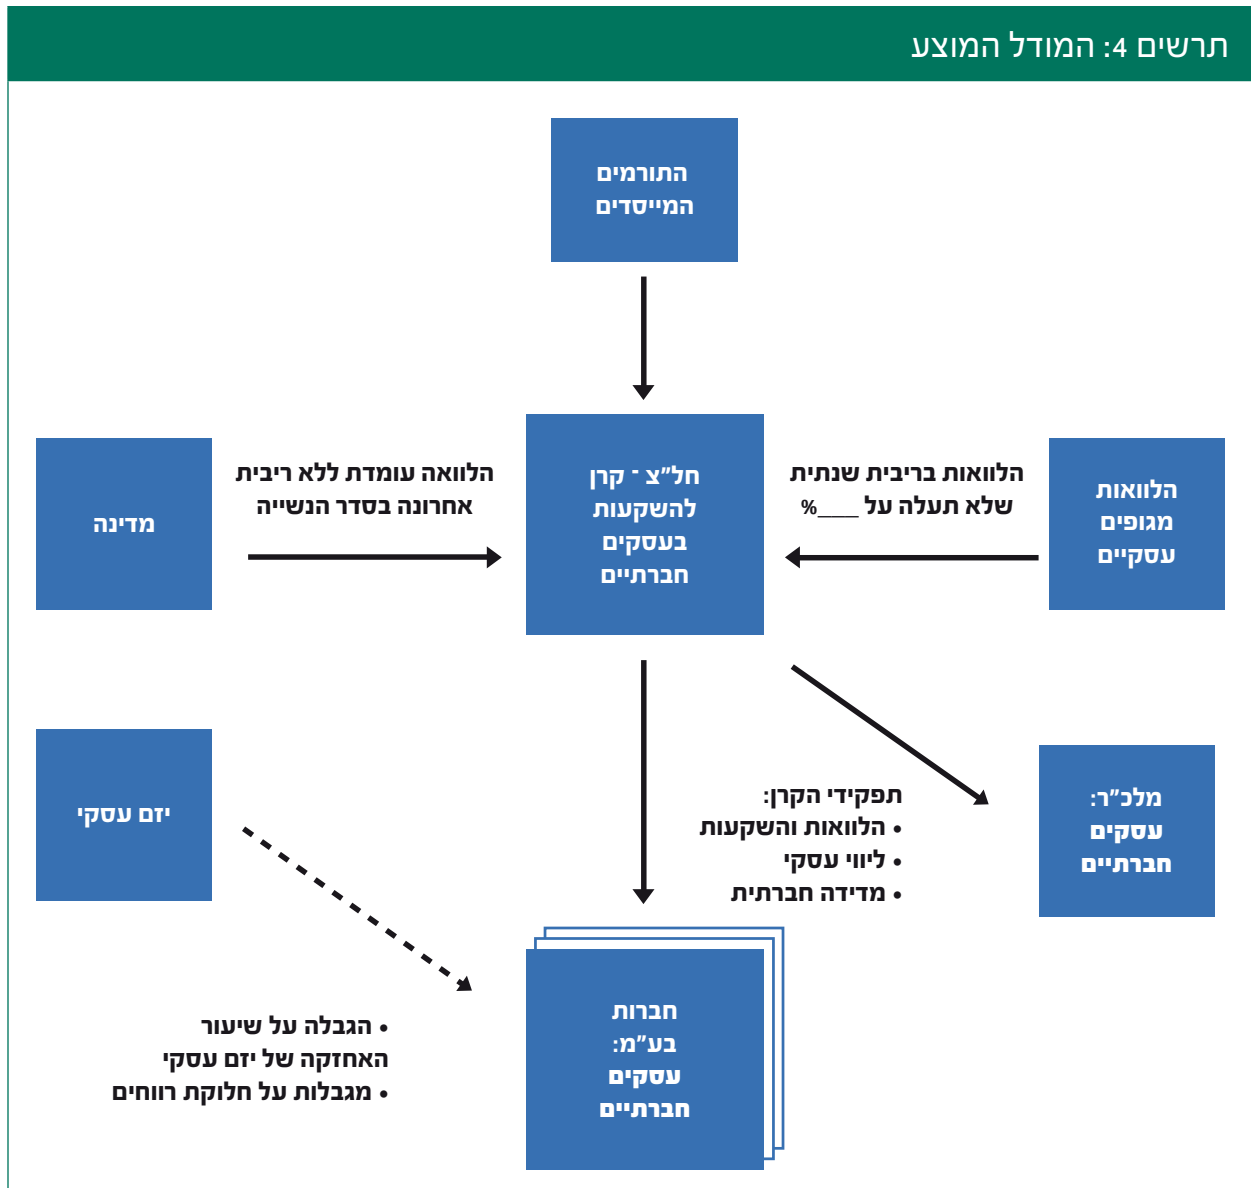 תרשים 4: המודל המוצע
התורמים
המייסדים
הלוואות
מגופים
עסקיים
הלוואות בריבית שנתית
שלא תעלה על ___%
חל"צ - קרן
להשקעות
בעסקים
חברתיים
הלוואה עומדת ללא ריבית
אחרונה בסדר הנשייה
מדינה
מלכ"ר:
עסקים
חברתיים
תפקידי הקרן:
• הלוואות והשקעות
• ליווי עסקי
• מדידה חברתית
יזם עסקי
חברות
בע"מ:
עסקים
חברתיים
• הגבלה על שיעור
האחזקה של יזם עסקי
• מגבלות על חלוקת רווחים